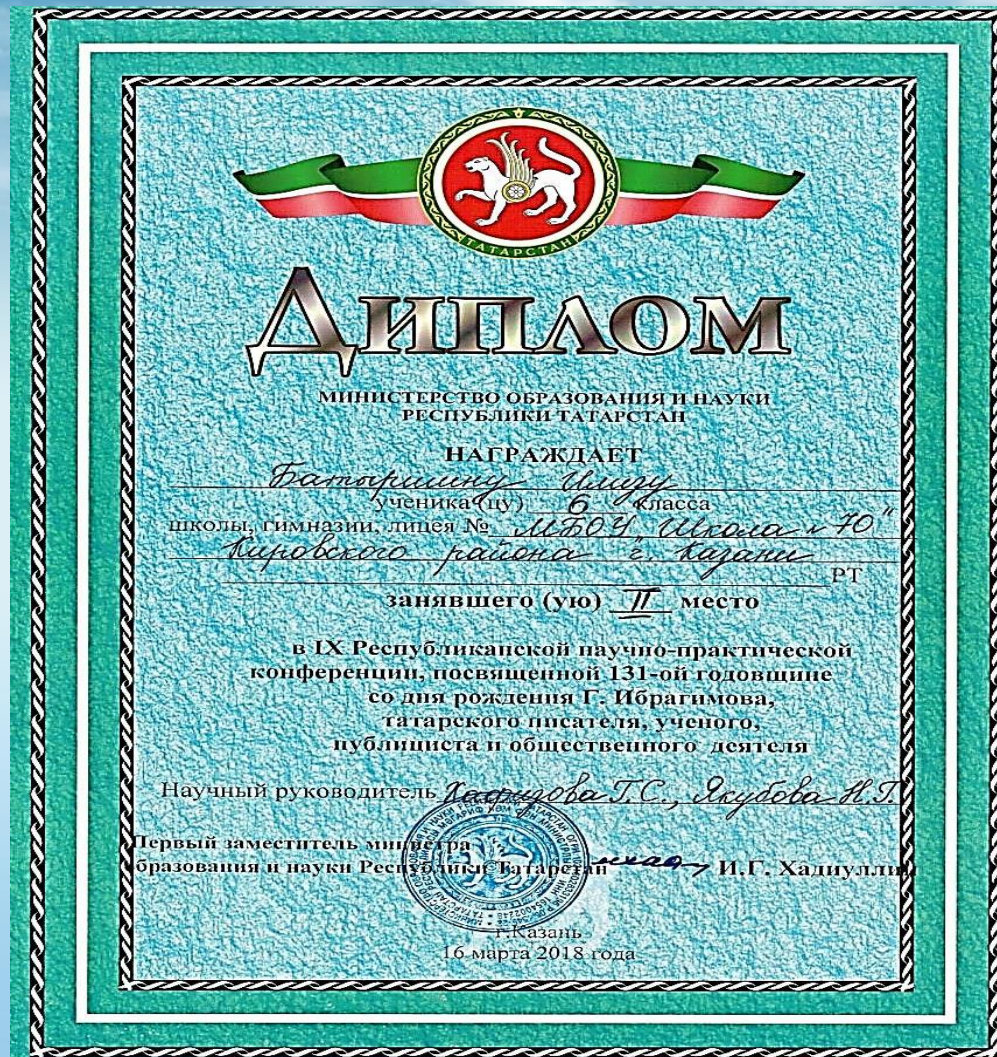 ТАТАРСТАН
ДИПЛОМ
МИНИСТЕРСТВО ОБРАЗОВАНИЯ И НАУКИ
РЕСПУБЛИКИ ТАТАРСТАН
НАГРАЖДАЕТ
Батыршину Илизу
ученика (цу) 6 класса
школы, гимназии, лицея № МБОУ "Школа №70"
Кировского района г. Казани
РТ
занявшего (ую) II место
в IX Республиканской научно-практической
конференции, посвященной 131-ой годовщине
со дня рождения Г. Ибрагимова,
татарского писателя, ученого,
публициста и общественного деятеля
Научный руководитель Хафизова Г.С., Якубова Н.Г.
Первый заместитель министра
образования и науки Республики Татарстан И.Г. Хадиуллин
г.Казань
16 марта 2018 года